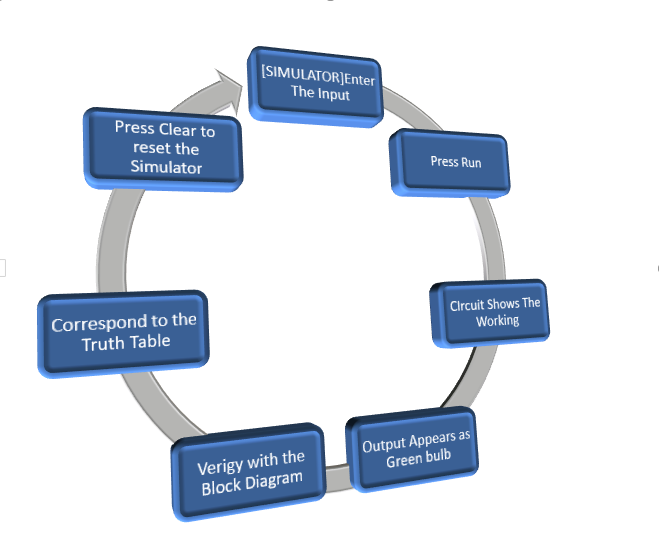 [SIMULATOR]Enter
The Input
Press Run
CIrcuit Shows The
Working
Output Appears as
Green bulb
Verigy with the
Block Diagram
Correspond to the
Truth Table
Press Clear to
reset the
Simulator